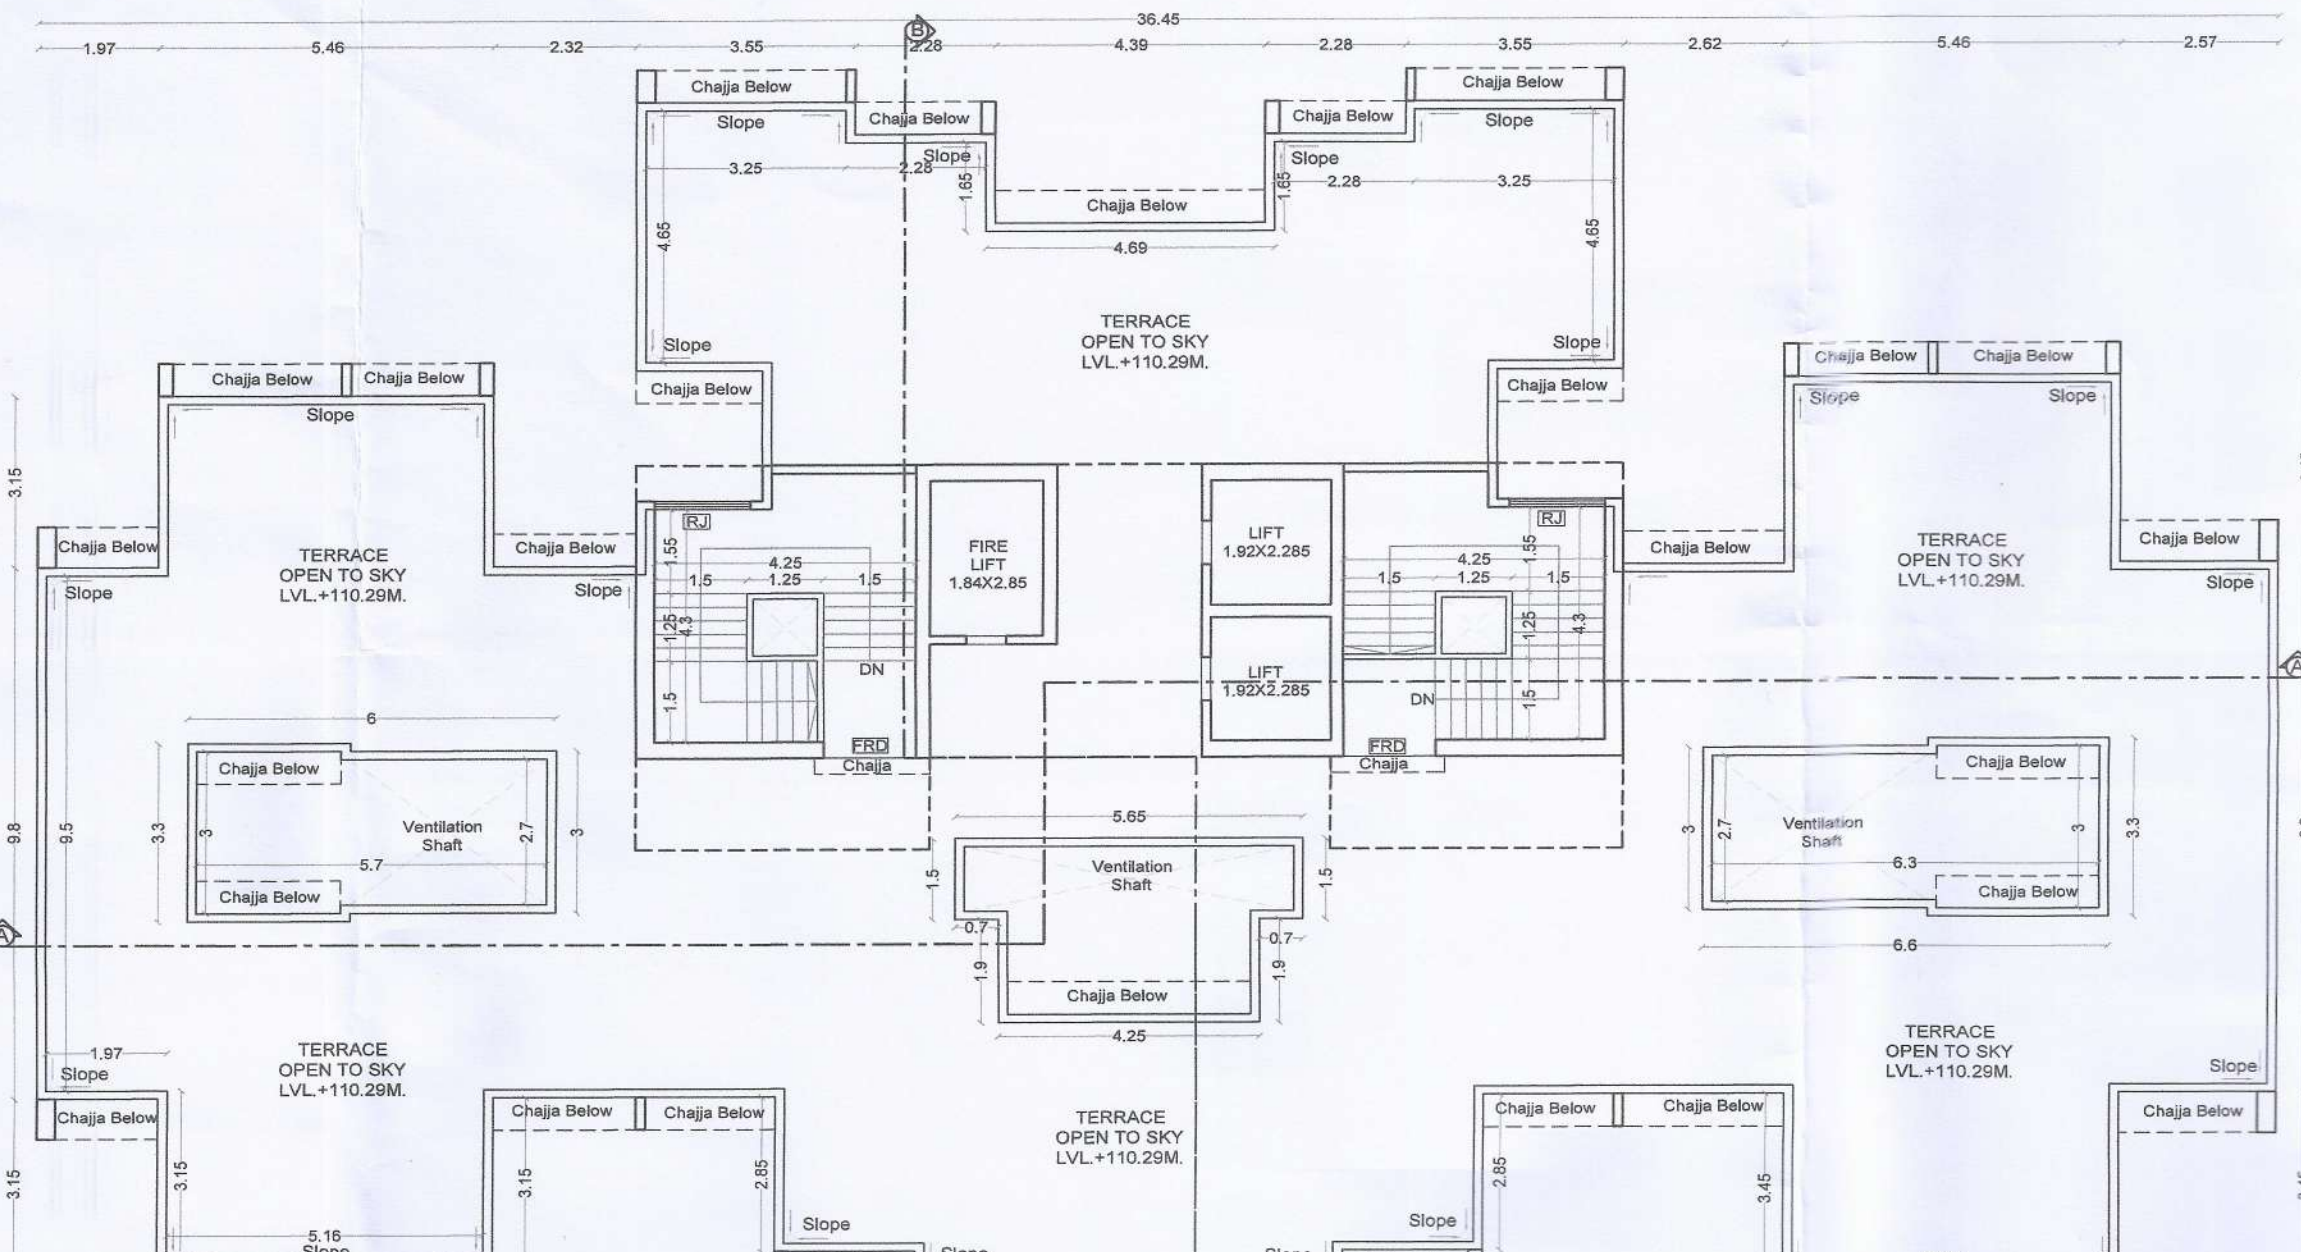 36.45
1.97 5.46 2.32 3.55 B 2.28 4.39 2.28 3.55 2.62 5.46 2.57
Chajja Below
Chajja Below
Chajja Below
Chajja Below
Slope
Slope
Slope
Slope
3.25 2.28
2.28 3.25
1.65
1.65
Chajja Below
4.69
4.65
4.65
TERRACE
OPEN TO SKY
LVL.+110.29M.
Slope
Slope
Chajja Below
Chajja Below
Chajja Below Chajja Below
Slope
Chajja Below Chajja Below
Slope Slope
3.15
Chajja Below
Chajja Below
TERRACE
OPEN TO SKY
LVL.+110.29M.
Slope
Slope
RJ
1.55
4.25
1.5 1.25 1.5
1.25
4.3
1.5
DN
FRD
Chajja
FIRE
LIFT
1.84X2.85
LIFT
1.92X2.285
LIFT
1.92X2.285
RJ
1.55
4.25
1.5 1.25 1.5
1.25
4.3
1.5
DN
FRD
Chajja
Chajja Below
Chajja Below
TERRACE
OPEN TO SKY
LVL.+110.29M.
Slope
A
6
Chajja Below
3.3
3
Ventilation
Shaft
2.7
3
5.7
Chajja Below
9.8
9.5
A
5.65
Ventilation
Shaft
1.5
1.5
0.7
0.7
1.9
1.9
Chajja Below
4.25
Chajja Below
3
2.7
Ventilation
Shaft
3
3.3
6.3
Chajja Below
6.6
1.97
Slope
TERRACE
OPEN TO SKY
LVL.+110.29M.
TERRACE
OPEN TO SKY
LVL.+110.29M.
Slope
Chajja Below
Chajja Below Chajja Below
TERRACE
OPEN TO SKY
LVL.+110.29M.
Chajja Below Chajja Below
Chajja Below
3.15
3.15
3.15
2.85
2.85
3.45
5.16
Slope
Slope
Slope
Slope
Slope